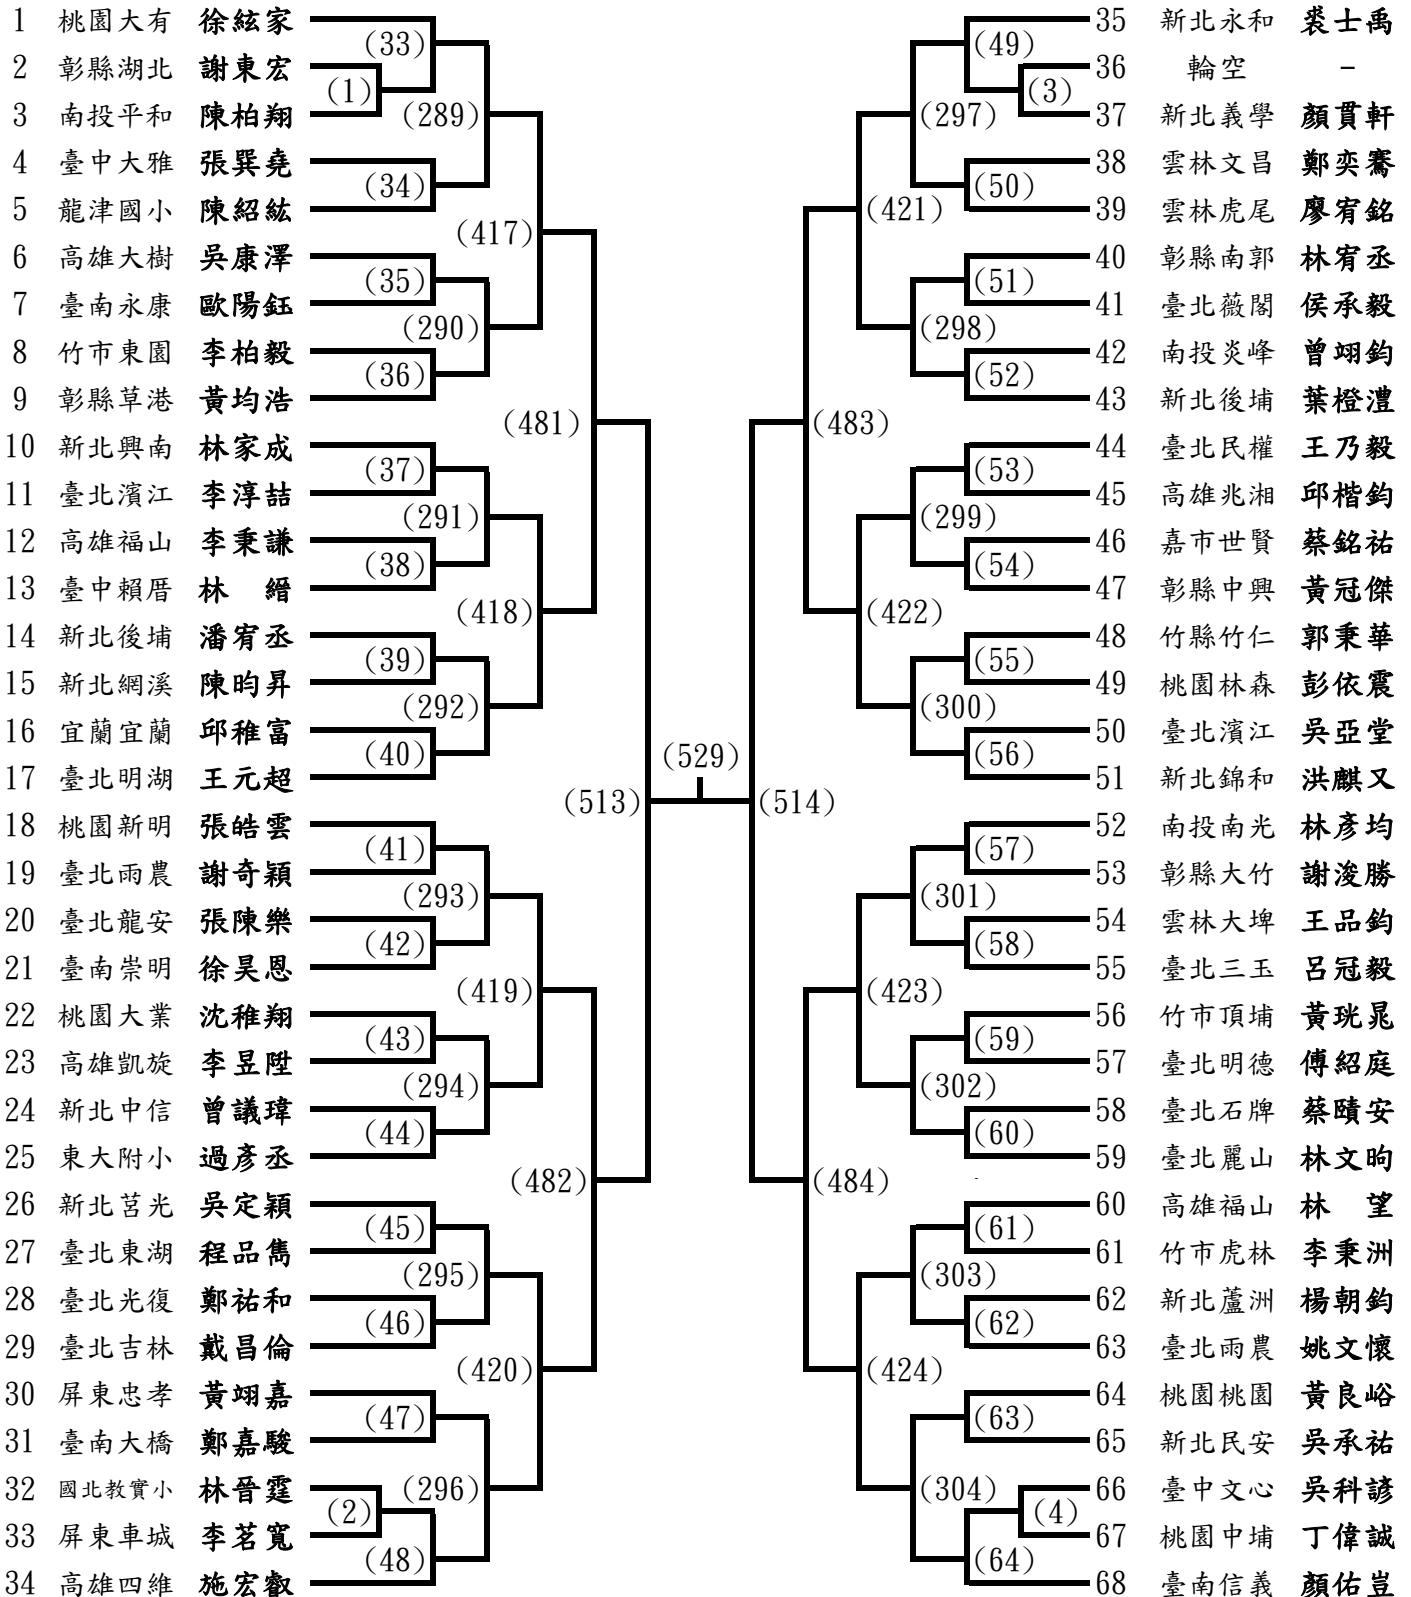 1 桃園大有 徐絃家
(33)
2 彰縣湖北 謝東宏
(1)
3 南投平和 陳柏翔
(289)
4 臺中大雅 張巽堯
(34)
5 龍津國小 陳紹紘
(417)
6 高雄大樹 吳康澤
(35)
7 臺南永康 歐陽鈺
(290)
8 竹市東園 李柏毅
(36)
9 彰縣草港 黃均浩
(481)
10 新北興南 林家成
(37)
11 臺北濱江 李淳喆
(291)
12 高雄福山 李秉謙
(38)
13 臺中賴厝 林 縉
(418)
14 新北後埔 潘宥丞
(39)
15 新北網溪 陳昀昇
(292)
16 宜蘭宜蘭 邱稚富
(40)
17 臺北明湖 王元超
(513)
18 桃園新明 張皓雲
(41)
19 臺北雨農 謝奇穎
(293)
20 臺北龍安 張陳樂
(42)
21 臺南崇明 徐昊恩
(419)
22 桃園大業 沈稚翔
(43)
23 高雄凱旋 李昱陞
(294)
24 新北中信 曾議瑋
(44)
25 東大附小 過彥丞
(482)
26 新北莒光 吳定穎
(45)
27 臺北東湖 程品雋
(295)
28 臺北光復 鄭祐和
(46)
29 臺北吉林 戴昌倫
(420)
30 屏東忠孝 黃翊嘉
(47)
31 臺南大橋 鄭嘉駿
32 國北教實小 林晉霆
(296)
(2)
33 屏東車城 李茗寬
(48)
34 高雄四維 施宏叡
(529)
35 新北永和 裘士禹
(49)
36 輪空 -
(3)
37 新北義學 顏貫軒
(297)
38 雲林文昌 鄭奕騫
(50)
39 雲林虎尾 廖宥銘
(421)
40 彰縣南郭 林宥丞
(51)
41 臺北薇閣 侯承毅
(298)
42 南投炎峰 曾翊鈞
(52)
43 新北後埔 葉橙澧
(483)
44 臺北民權 王乃毅
(53)
45 高雄兆湘 邱楷鈞
(299)
46 嘉市世賢 蔡銘祐
(54)
47 彰縣中興 黃冠傑
(422)
48 竹縣竹仁 郭秉華
(55)
49 桃園林森 彭依震
(300)
50 臺北濱江 吳亞堂
(56)
51 新北錦和 洪麒又
(514)
52 南投南光 林彥均
(57)
53 彰縣大竹 謝浚勝
(301)
54 雲林大埤 王品鈞
(58)
55 臺北三玉 呂冠毅
(423)
56 竹市頂埔 黃珖晁
(59)
57 臺北明德 傅紹庭
(302)
58 臺北石牌 蔡賾安
(60)
59 臺北麗山 林文昫
(484)
60 高雄福山 林 望
(61)
61 竹市虎林 李秉洲
(303)
62 新北蘆洲 楊朝鈞
(62)
63 臺北雨農 姚文懷
(424)
64 桃園桃園 黃良峪
(63)
65 新北民安 吳承祐
66 臺中文心 吳科諺
(304)
(4)
67 桃園中埔 丁偉誠
(64)
68 臺南信義 顏佑豈